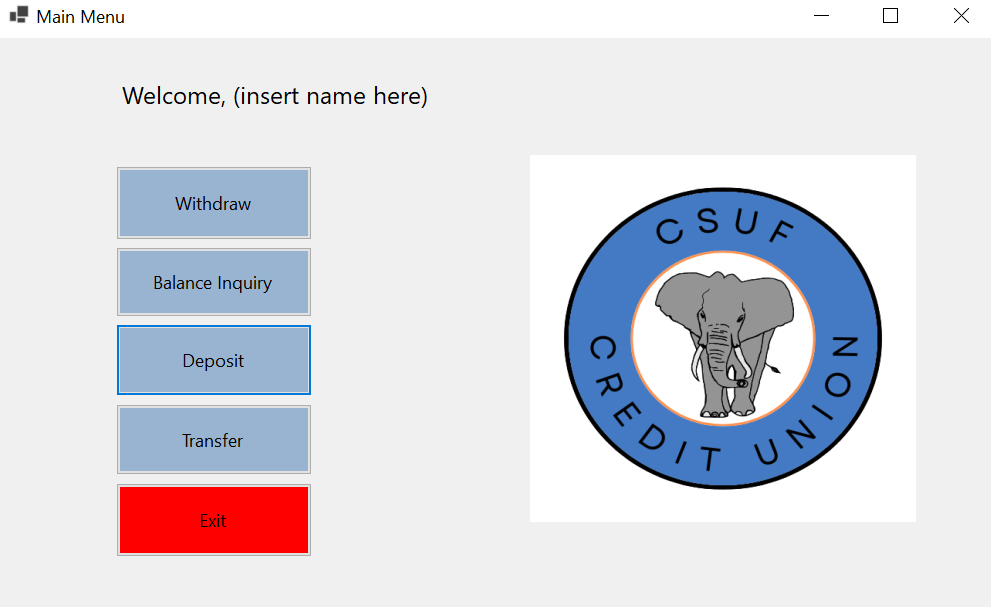 Main Menu
Welcome, (insert name here)
Withdraw
Balance Inquiry
Deposit
Transfer
Exit
CSUF
CREDIT UNION